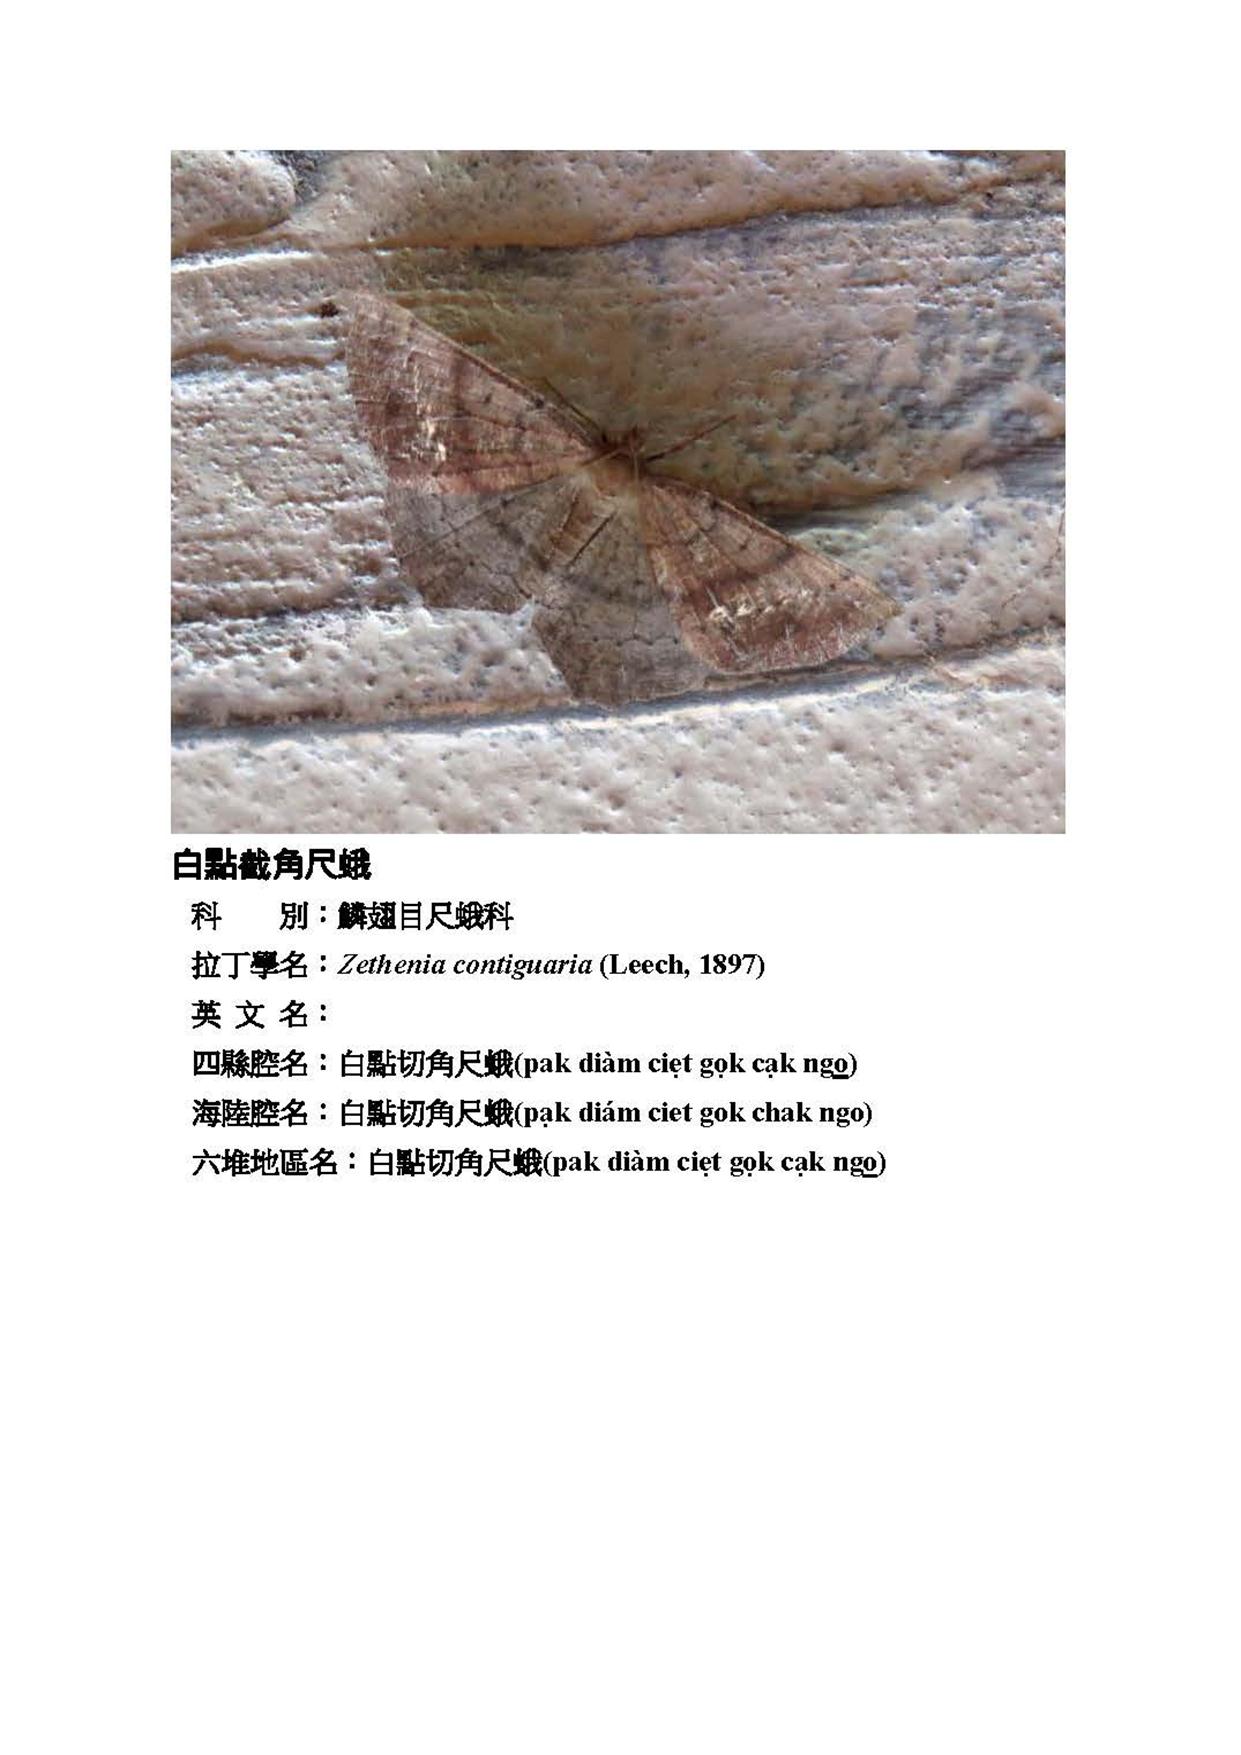 白點截角尺蛾
科　　別：鱗翅目尺蛾科
拉丁學名：Zethenia contiguaria (Leech, 1897)
英 文 名：
四縣腔名：白點切角尺蛾(pak diàm ciẹt gọk cạk ngo̲)
海陸腔名：白點切角尺蛾(pạk diám ciet gok chak ngo)
六堆地區名：白點切角尺蛾(pak diàm ciẹt gọk cạk ngo̲)